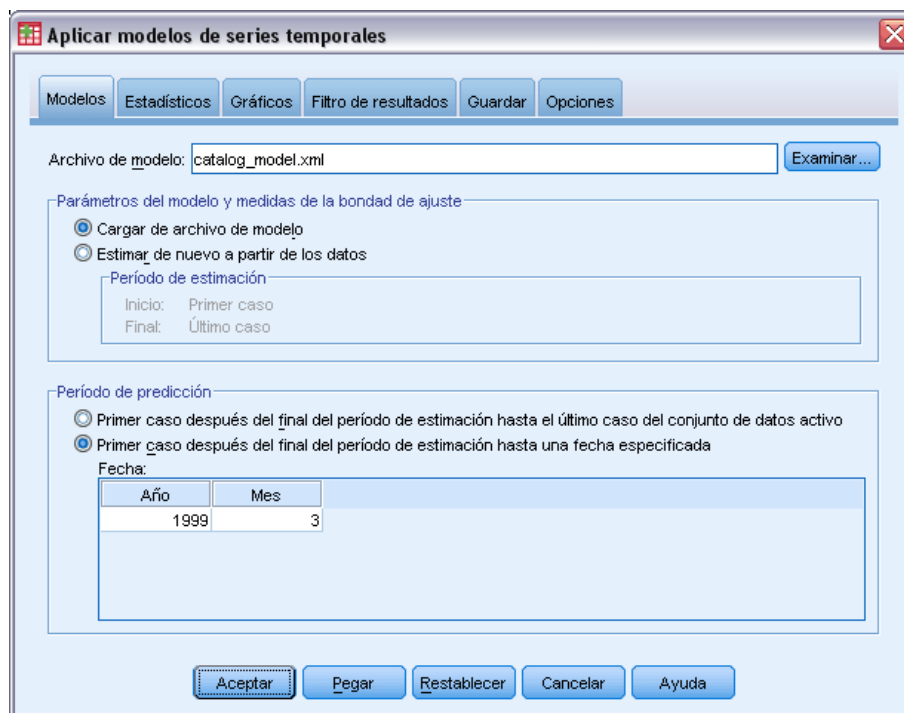 Aplicar modelos de series temporales
Modelos Estadísticos Gráficos Filtro de resultados Guardar Opciones
Archivo de modelo: catalog_model.xml Examinar...
Parámetros del modelo y medidas de la bondad de ajuste
Cargar de archivo de modelo
Estimar de nuevo a partir de los datos
Período de estimación
Inicio: Primer caso
Final: Último caso
Período de predicción
Primer caso después del final del período de estimación hasta el último caso del conjunto de datos activo
Primer caso después del final del período de estimación hasta una fecha especificada
Fecha:
Año Mes
1999 3
Aceptar Pegar Restablecer Cancelar Ayuda